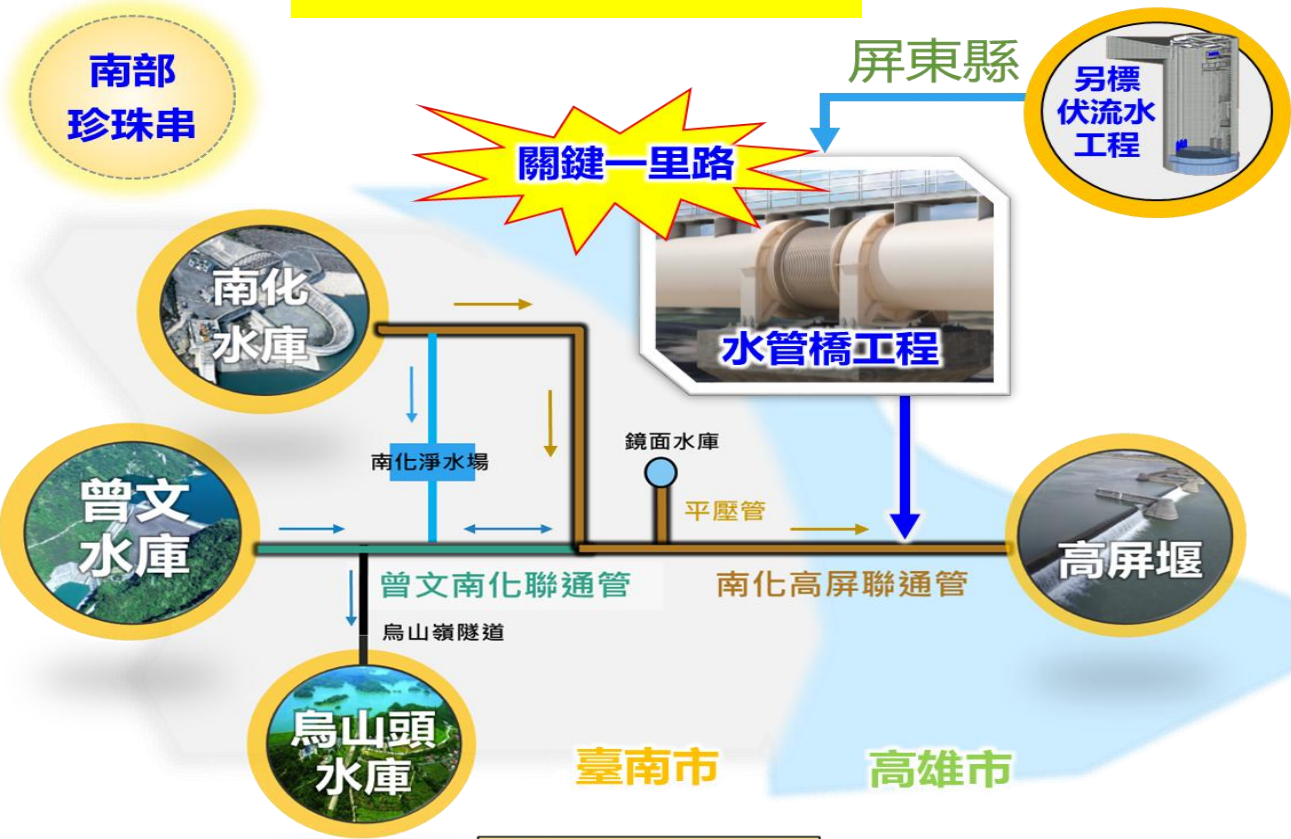 南部
珍珠串
屏東縣
另標
伏流水
工程
關鍵一里路
水管橋工程
南化
水庫
南化淨水場
鏡面水庫
平壓管
曾文
水庫
高屏堰
曾文南化聯通管
南化高屏聯通管
烏山嶺隧道
烏山頭
水庫
臺南市
高雄市